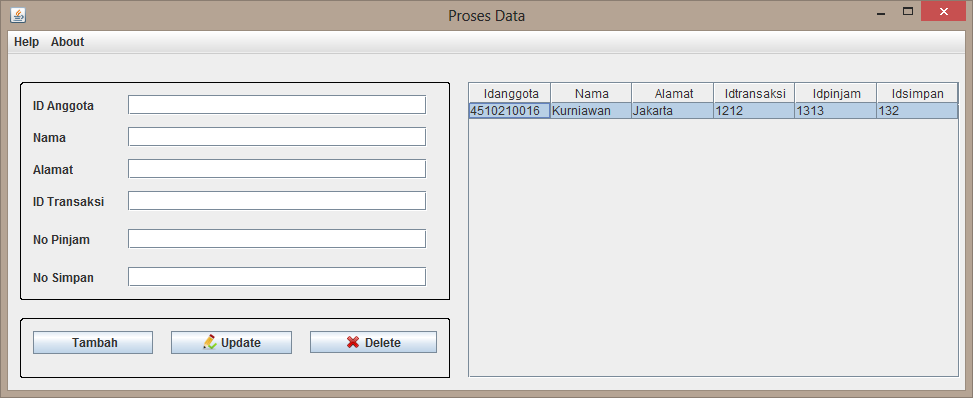 Proses Data
Help About
ID Anggota
Nama
Alamat
ID Transaksi
No Pinjam
No Simpan
Tambah Update Delete
Idanggota Nama Alamat Idtransaksi Idpinjam Idsimpan
4510210016 Kurniawan Jakarta 1212 1313 132